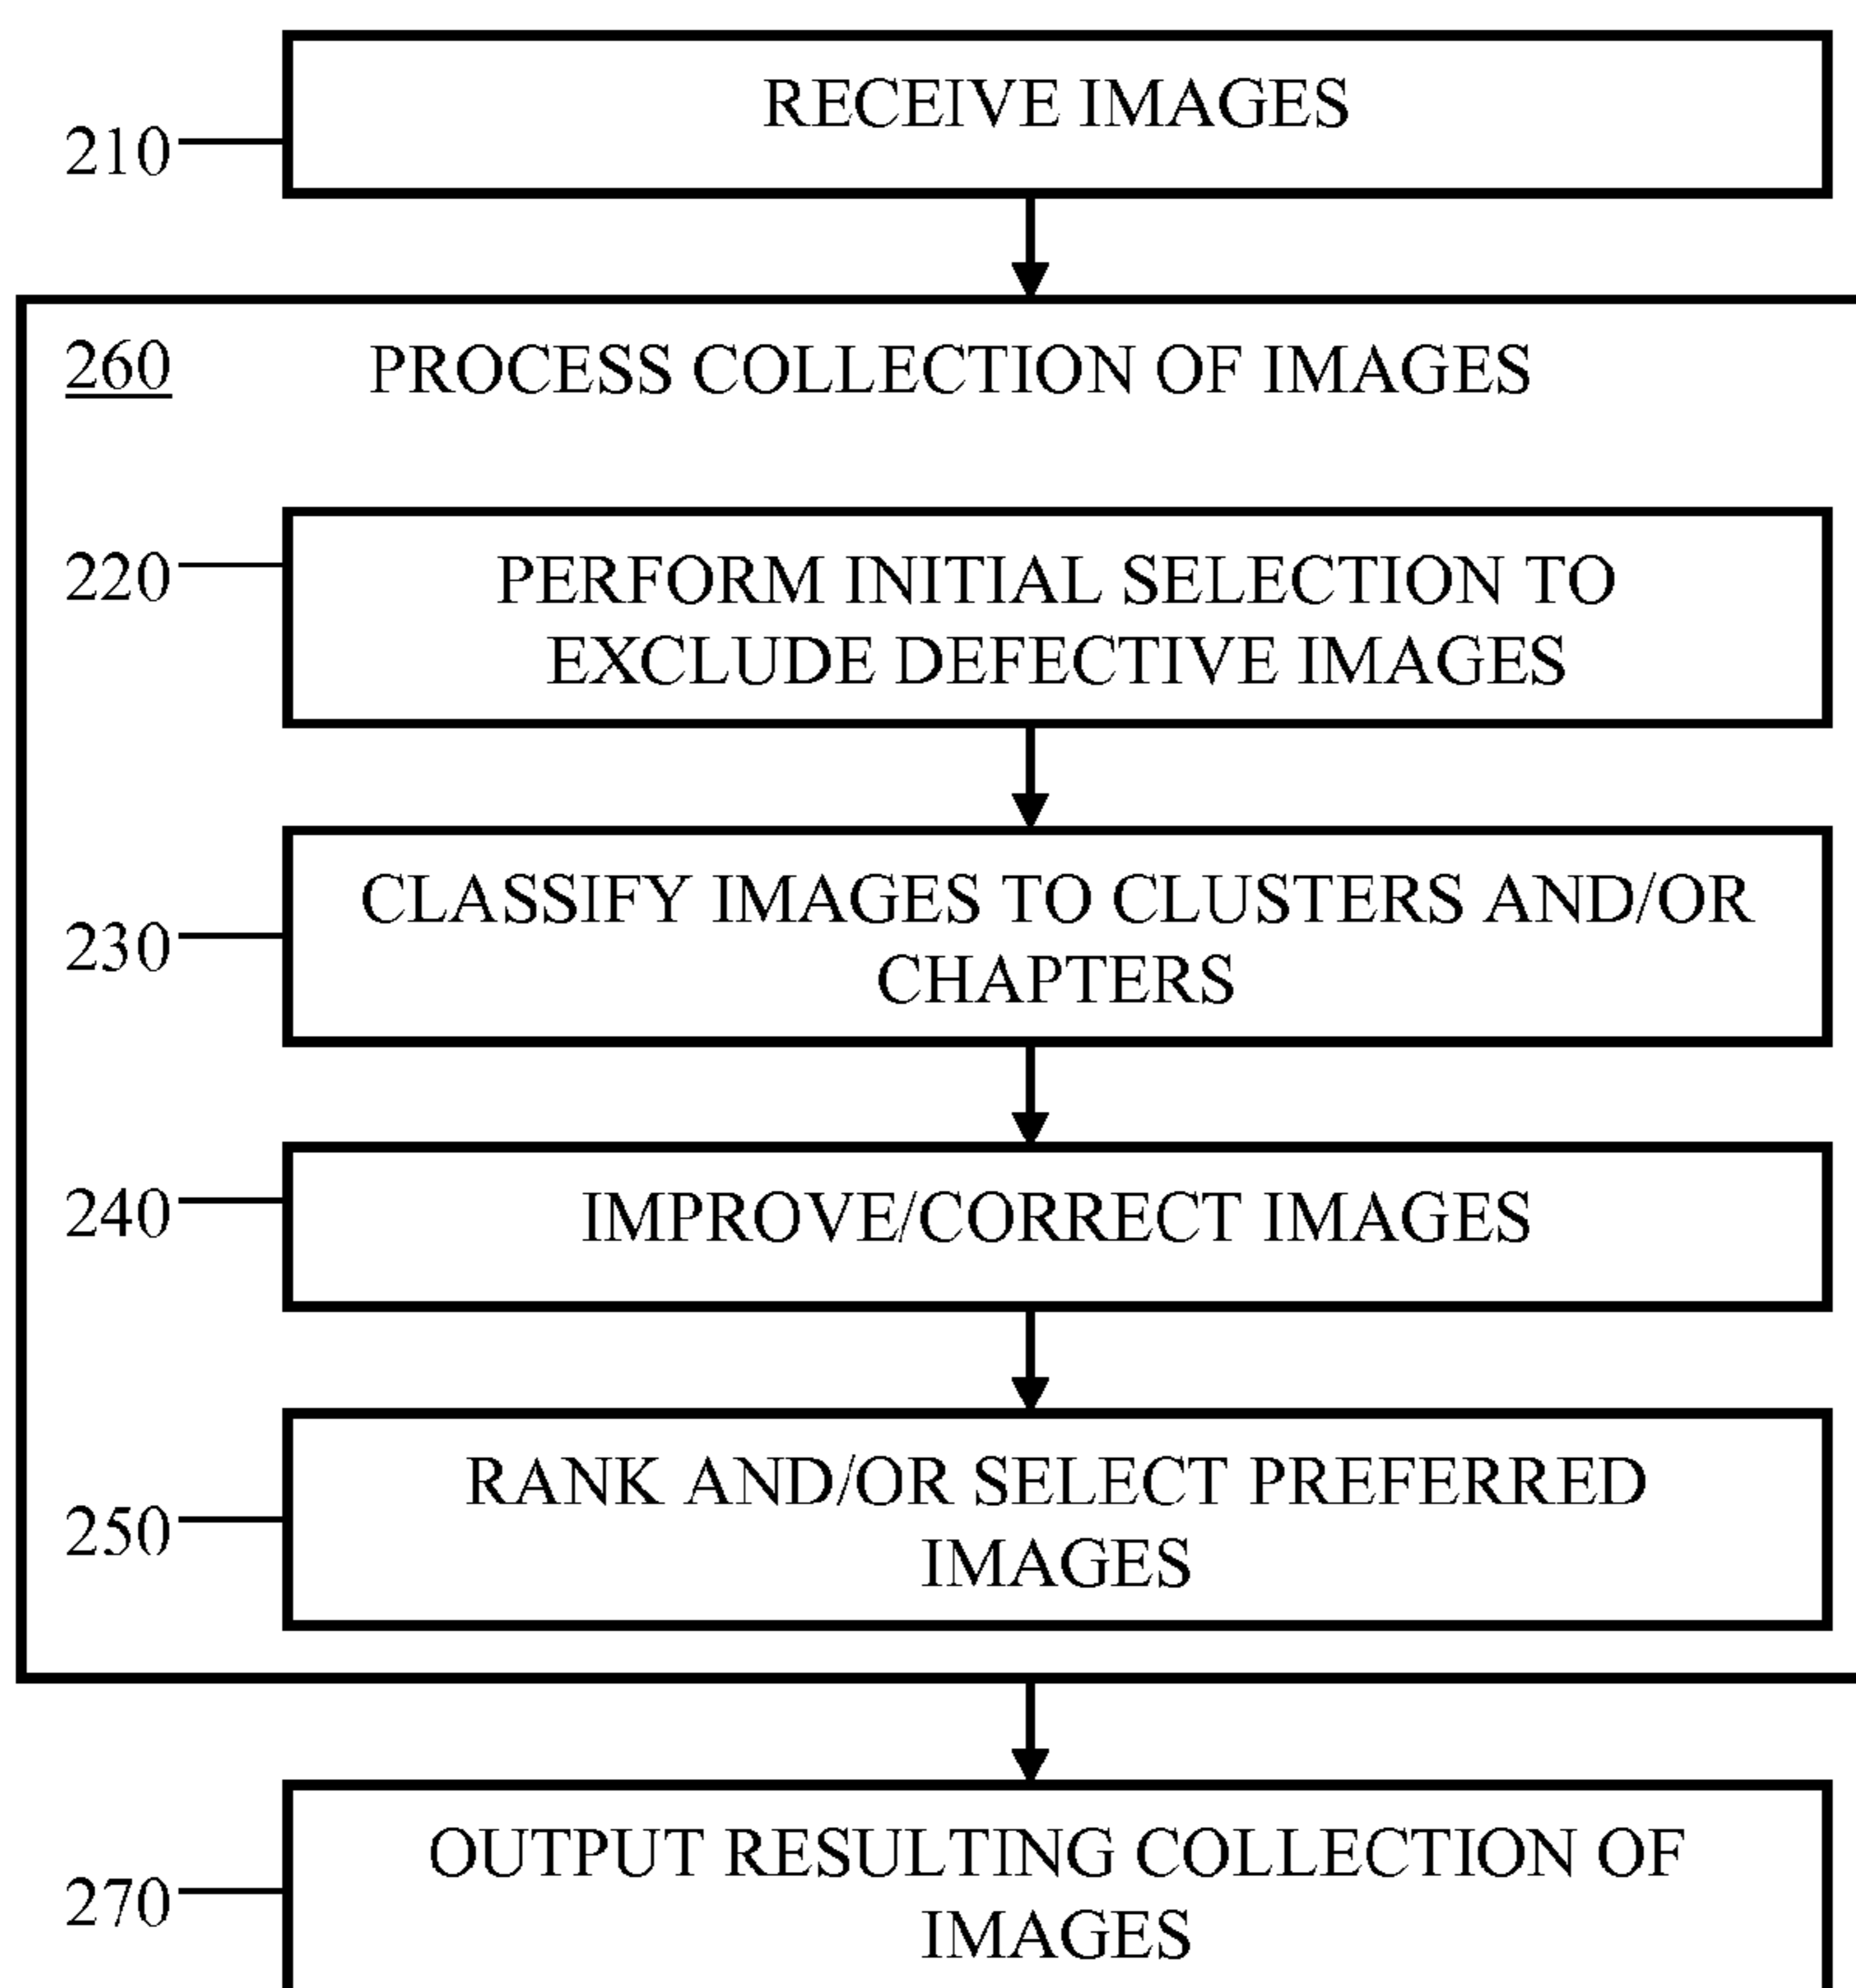 RECEIVE IMAGES
210
260
PROCESS COLLECTION OF IMAGES
220
PERFORM INITIAL SELECTION TO
EXCLUDE DEFECTIVE IMAGES
230
CLASSIFY IMAGES TO CLUSTERS AND/OR
CHAPTERS
240
IMPROVE/CORRECT IMAGES
250
RANK AND/OR SELECT PREFERRED
IMAGES
270
OUTPUT RESULTING COLLECTION OF
IMAGES